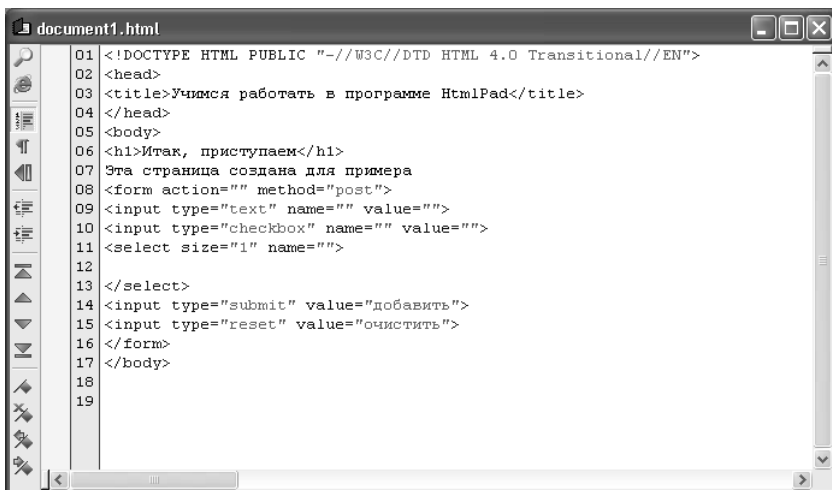 document1.html
01 <!DOCTYPE HTML PUBLIC "-//W3C//DTD HTML 4.0 Transitional//EN">
02 <head>
03 <title>Учимся работать в программе HtmlPad</title>
04 </head>
05 <body>
06 <h1>Итак, приступаем</h1>
07 Эта страница создана для примера
08 <form action="" method="post">
09 <input type="text" name="" value="">
10 <input type="checkbox" name="" value="">
11 <select size="1" name="">
12
13 </select>
14 <input type="submit" value="добавить">
15 <input type="reset" value="очистить">
16 </form>
17 </body>
18
19